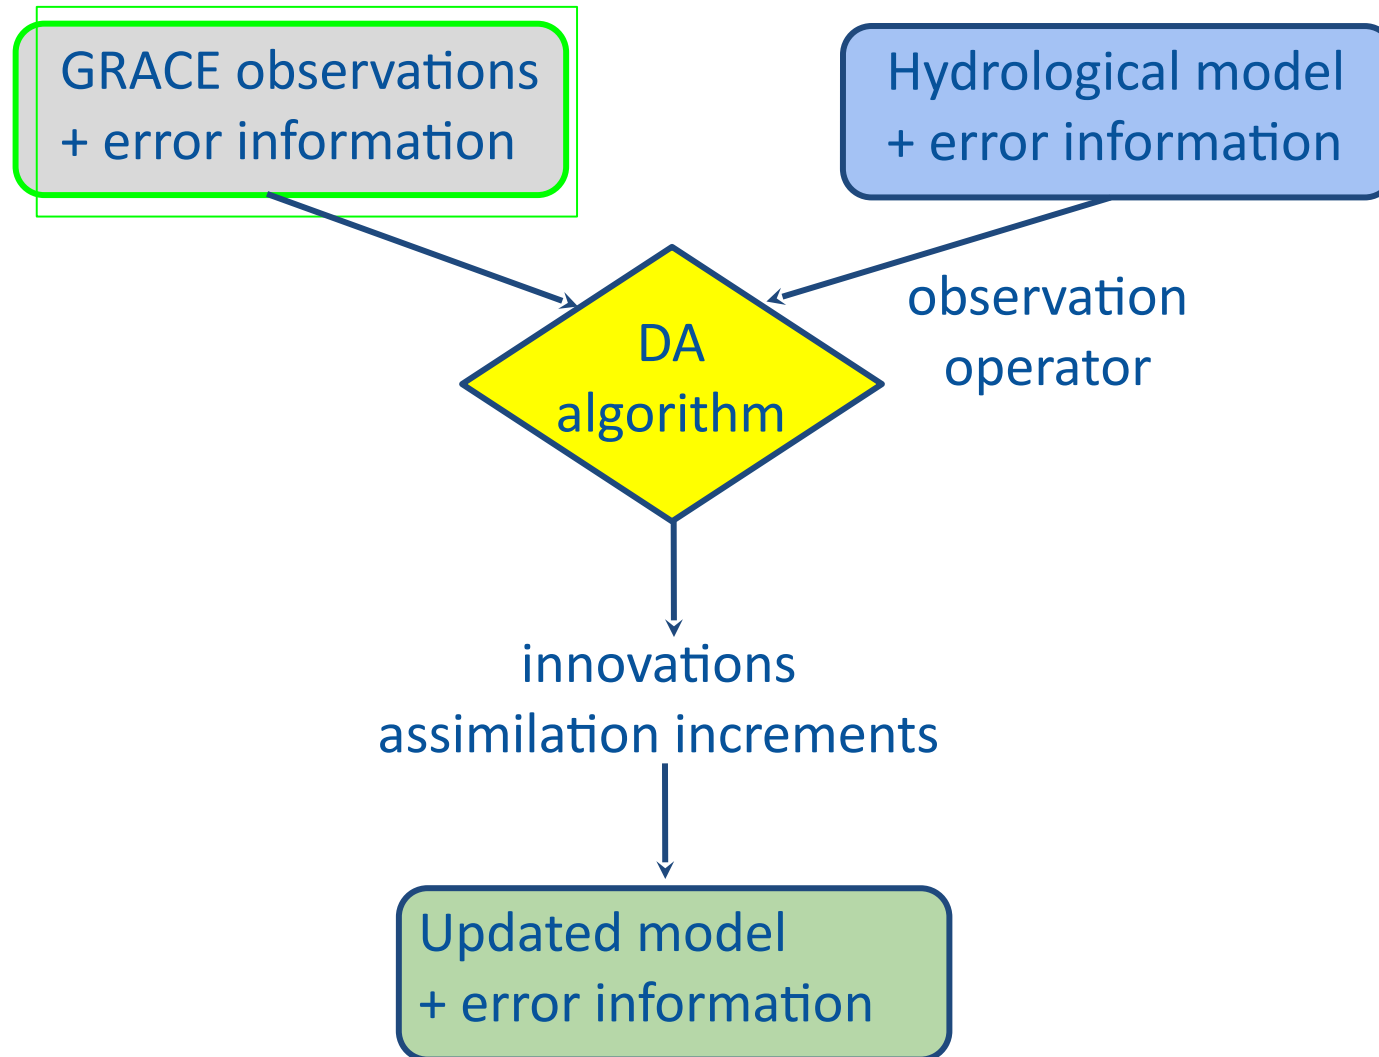 GRACE observations
+ error information
Hydrological model
+ error information
observation
operator
DA
algorithm
innovations
assimilation increments
Updated model
+ error information